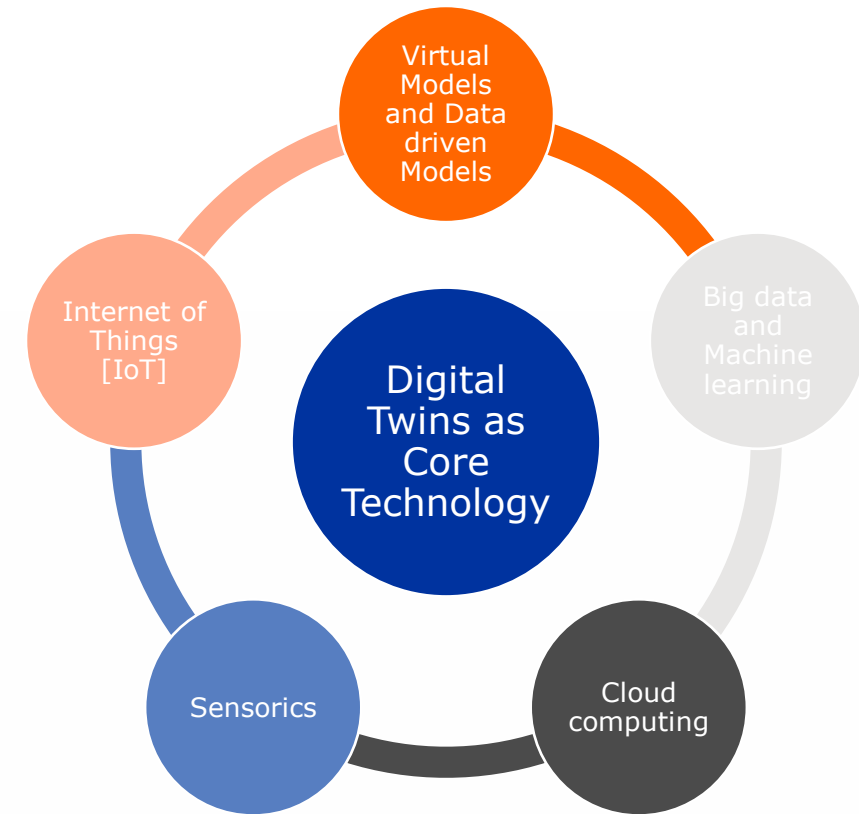 Virtual
Models
and Data
driven
Models
Internet of
Things
[IoT]
Big data
and
Machine
learning
Digital
Twins as
Core
Technology
Sensorics
Cloud
computing